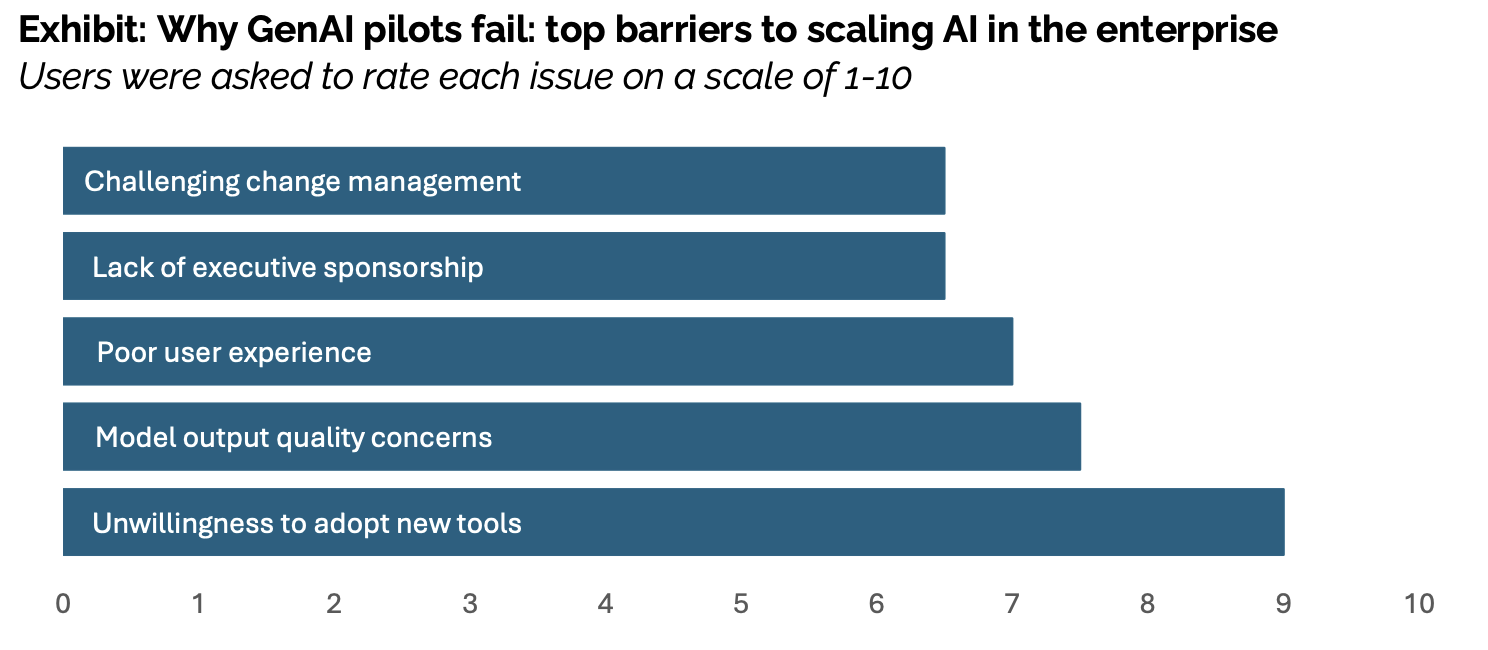 Exhibit: Why GenAI pilots fail: top barriers to scaling AI in the enterprise
Users were asked to rate each issue on a scale of 1-10
Challenging change management
Lack of executive sponsorship
Poor user experience
Model output quality concerns
Unwillingness to adopt new tools
0 1 2 3 4 5 6 7 8 9 10